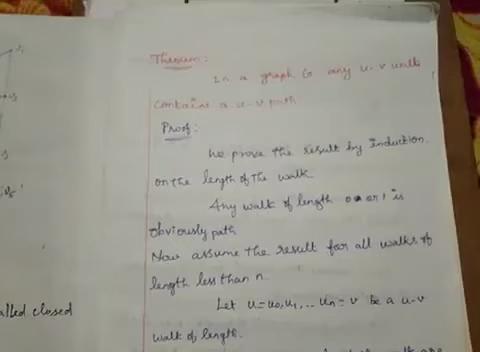 Theorem:
In a graph G any u-v walk
contains a u-v path
Proof:
We prove the result by induction
on the length of the walk.
Any walk of length 0 or 1 is
obviously path
Now assume the result for all walks of
length less than n.
Let u=u0,u1,... un=v be a u-v
walk of length.
alled closed